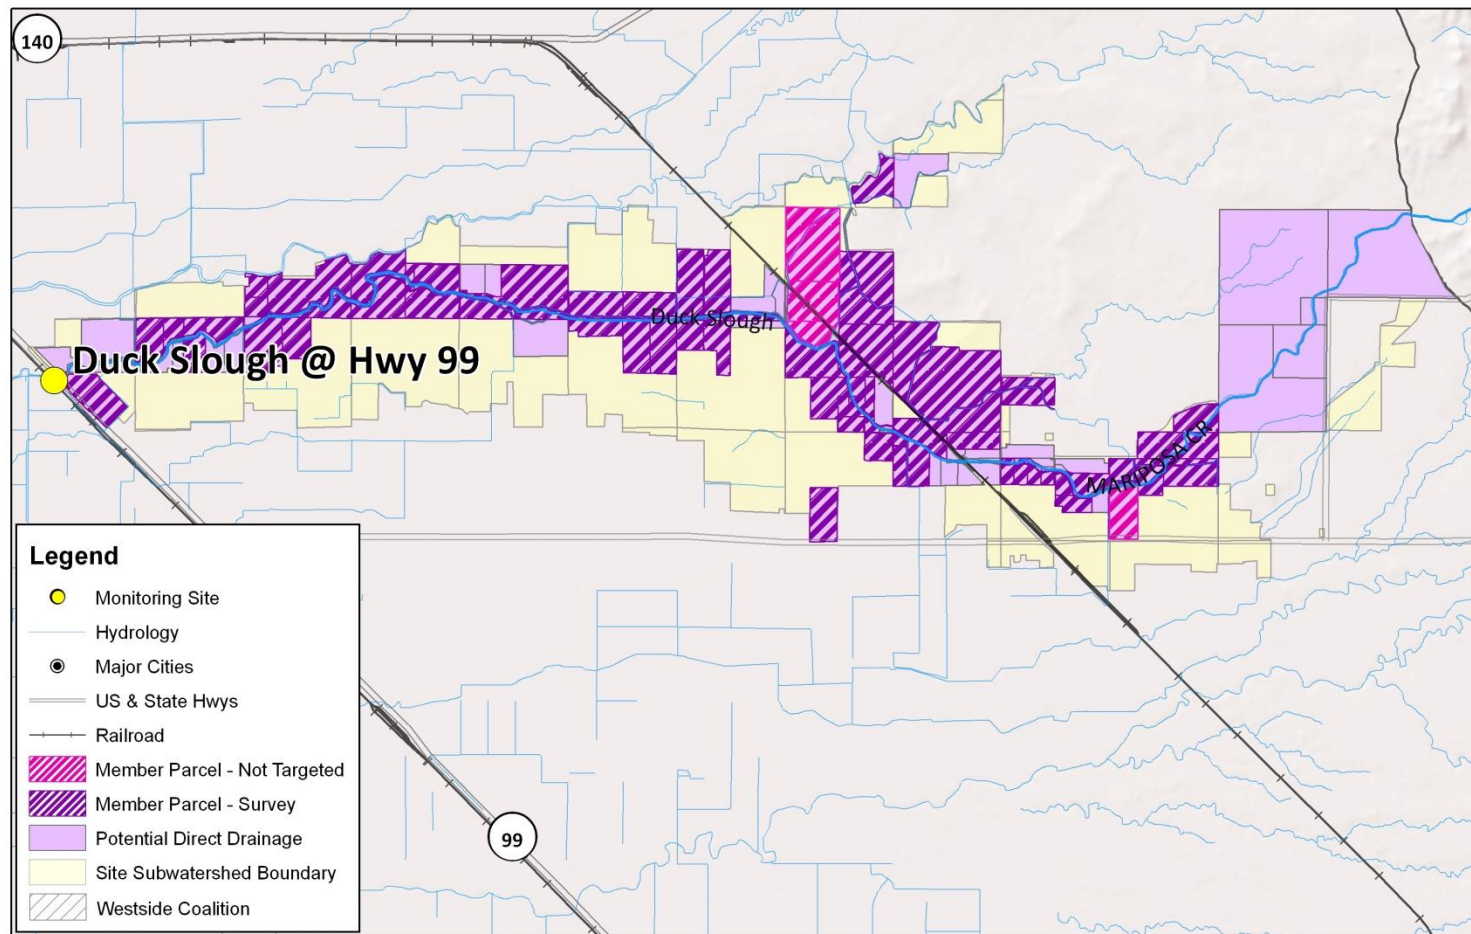 140
Duck Slough
Duck Slough @ Hwy 99
MARIPOSA CR
Legend
Monitoring Site
Hydrology
Major Cities
US & State Hwys
Railroad
Member Parcel - Not Targeted
Member Parcel - Survey
Potential Direct Drainage
Site Subwatershed Boundary
Westside Coalition
99